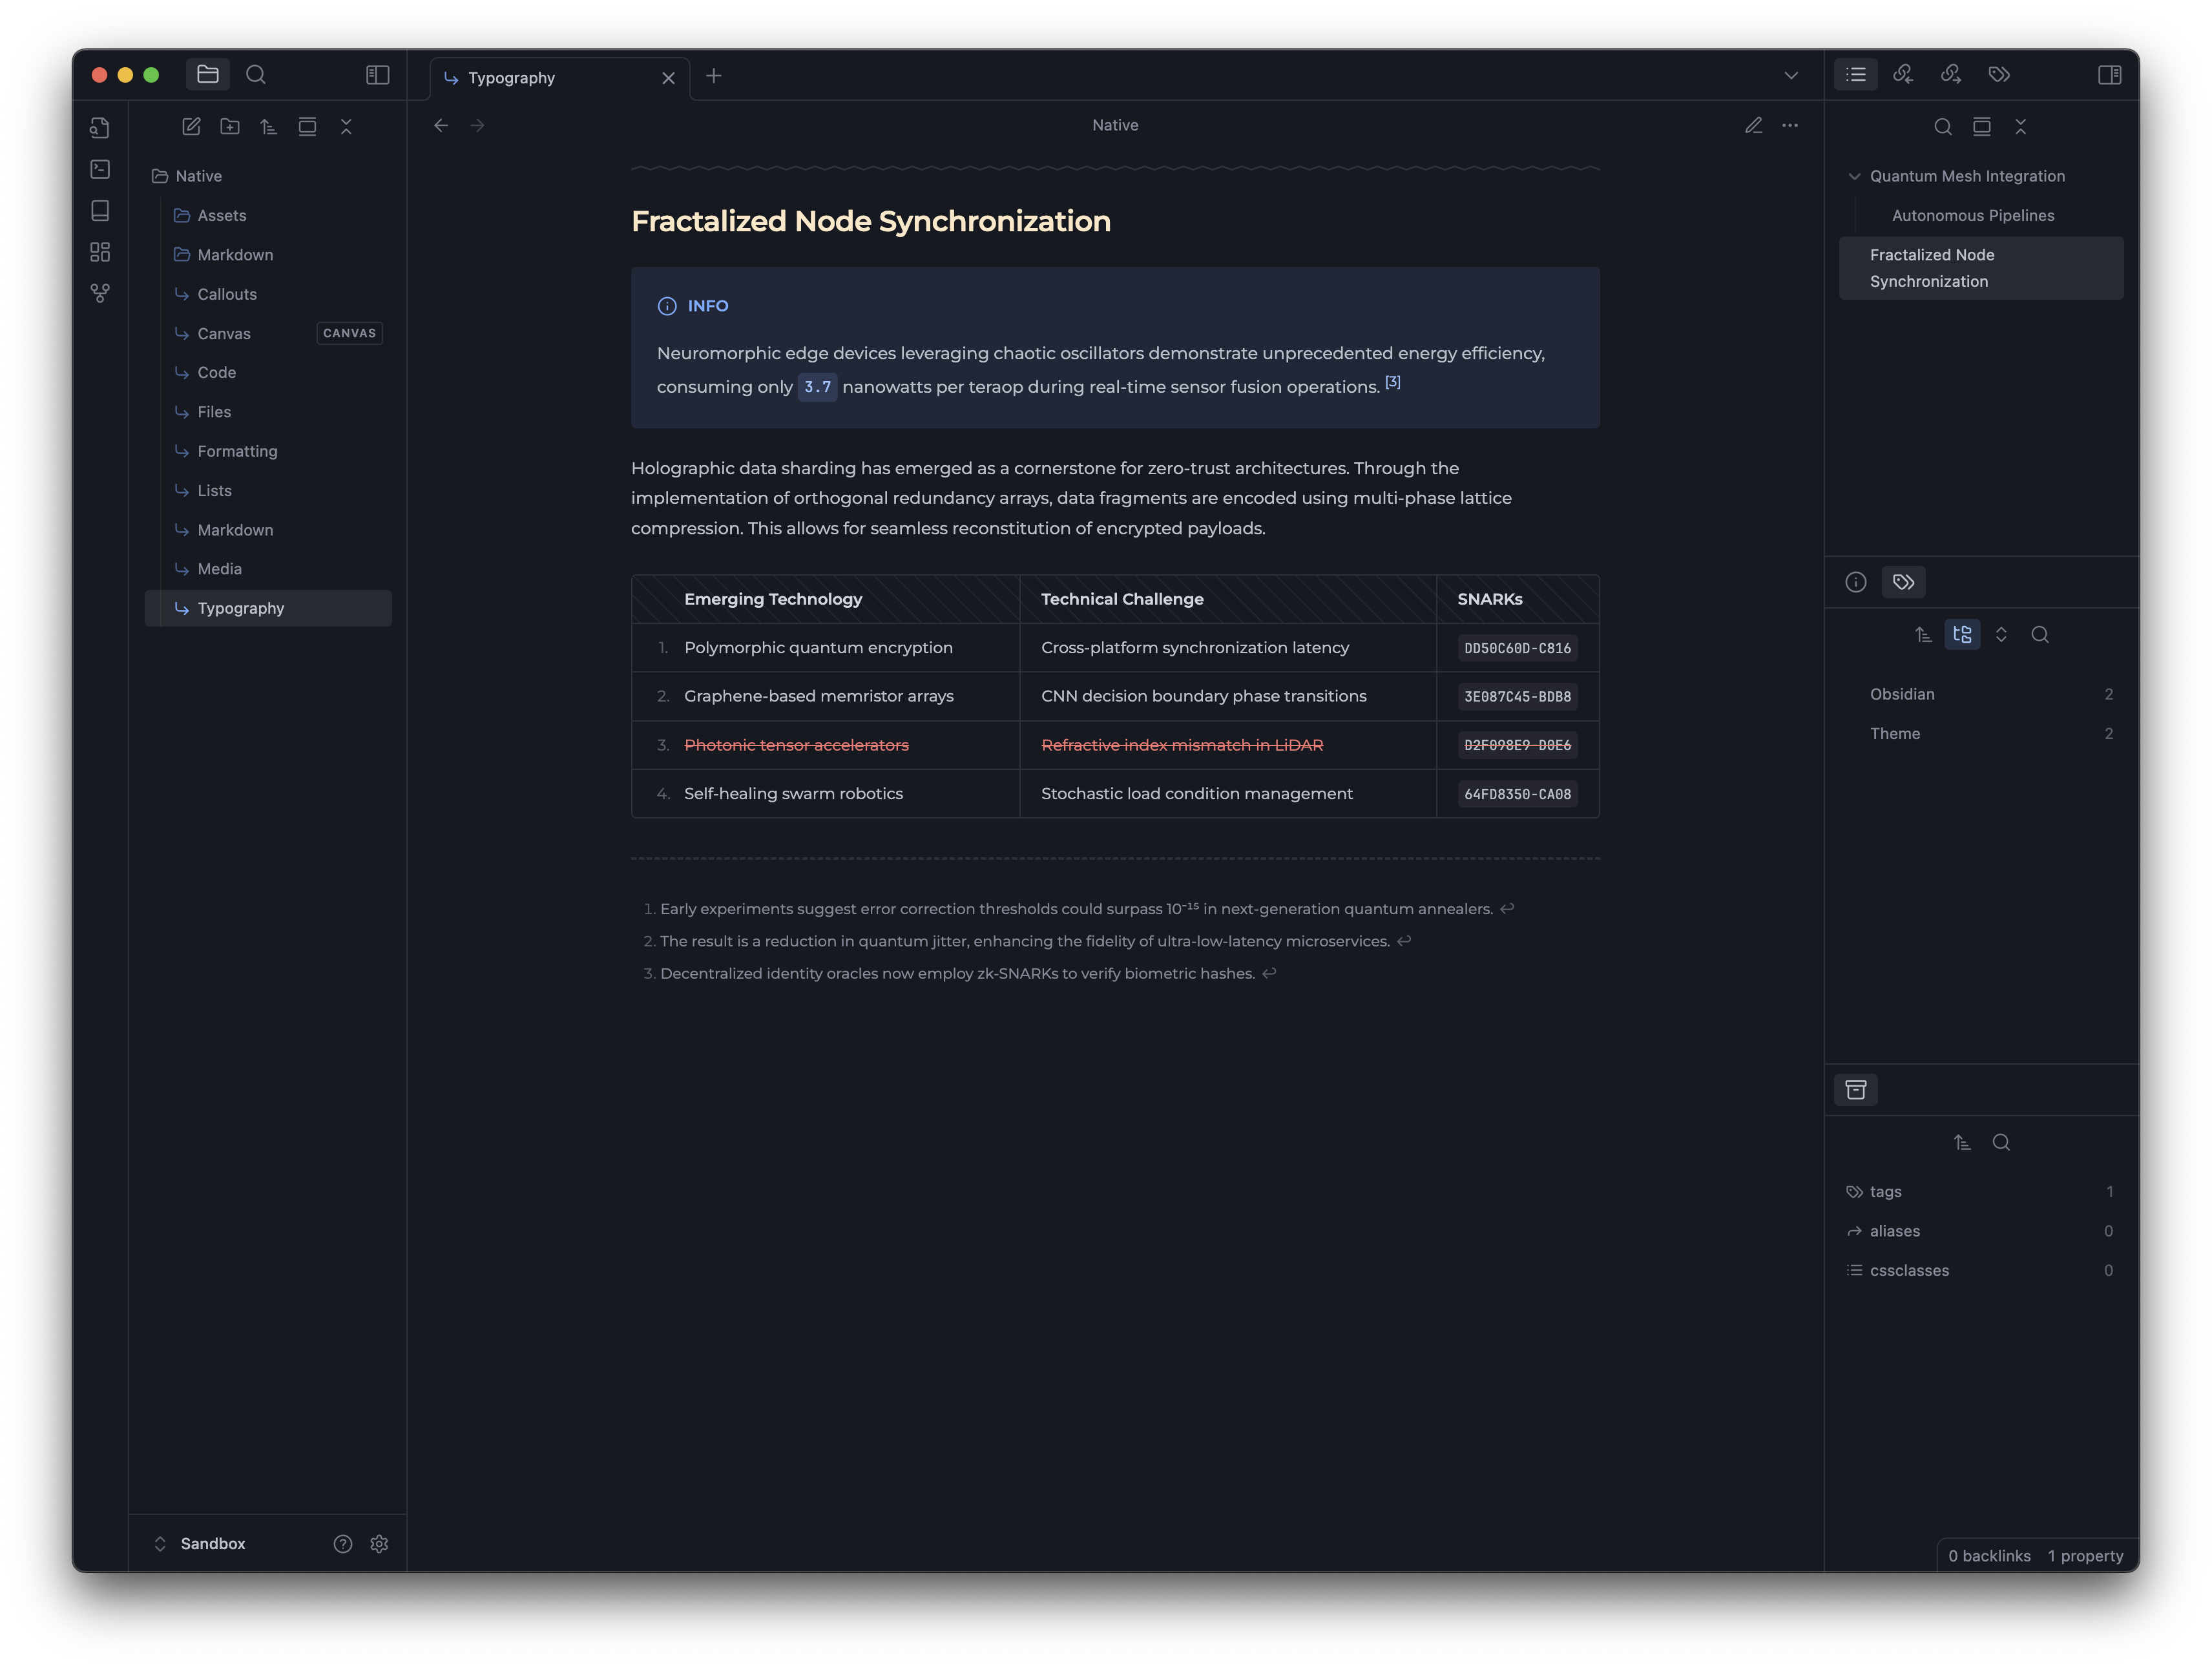 Typography
Native
Native
Assets
Markdown
Callouts
Canvas CANVAS
Code
Files
Formatting
Lists
Markdown
Media
Typography
Sandbox
Fractalized Node Synchronization
INFO
Neuromorphic edge devices leveraging chaotic oscillators demonstrate unprecedented energy efficiency,
consuming only 3.7 nanowatts per teraop during real-time sensor fusion operations. [3]
Holographic data sharding has emerged as a cornerstone for zero-trust architectures. Through the
implementation of orthogonal redundancy arrays, data fragments are encoded using multi-phase lattice
compression. This allows for seamless reconstitution of encrypted payloads.
Emerging Technology Technical Challenge SNARKs
1. Polymorphic quantum encryption Cross-platform synchronization latency DD50C60D-C816
2. Graphene-based memristor arrays CNN decision boundary phase transitions 3E087C45-BDB8
3. Photonic tensor accelerators Refractive index mismatch in LiDAR D2F098E9-D0E6
4. Self-healing swarm robotics Stochastic load condition management 64FD8350-CA08
1. Early experiments suggest error correction thresholds could surpass 10⁻¹⁵ in next-generation quantum annealers. ↩
2. The result is a reduction in quantum jitter, enhancing the fidelity of ultra-low-latency microservices. ↩
3. Decentralized identity oracles now employ zk-SNARKs to verify biometric hashes. ↩
Quantum Mesh Integration
Autonomous Pipelines
Fractalized Node
Synchronization
Obsidian 2
Theme 2
tags 1
aliases 0
cssclasses 0
0 backlinks 1 property